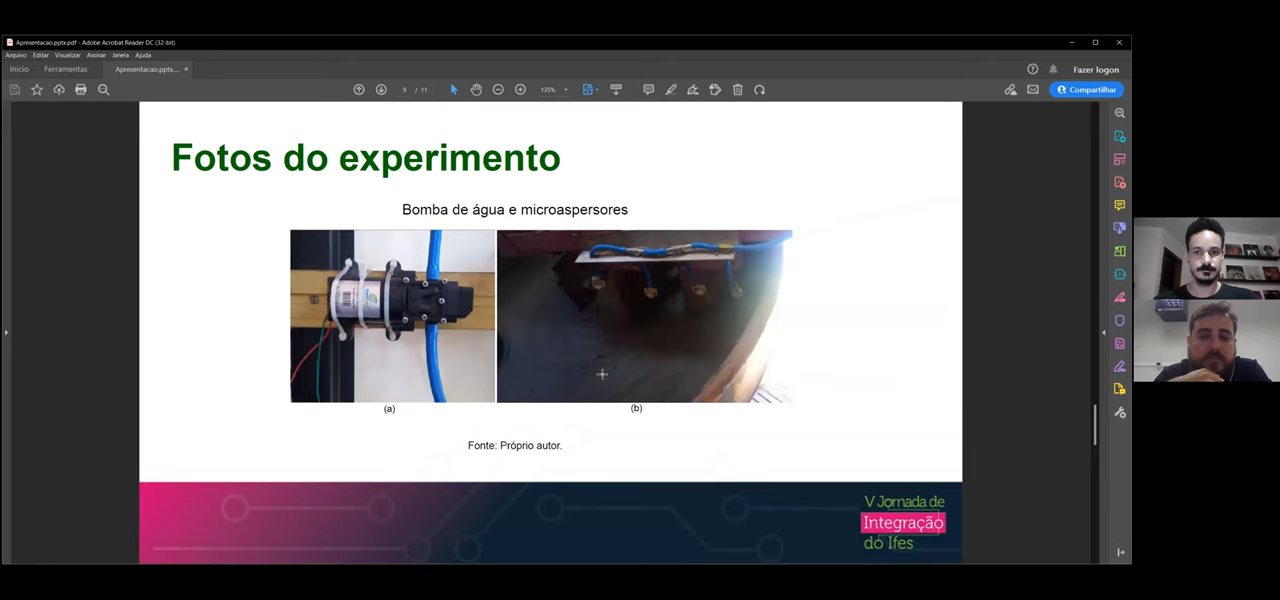 Apresentacao.pptx.pdf - Adobe Acrobat Reader DC (32-bit)
Arquivo Editar Visualizar Assinar Janela Ajuda
Início Ferramentas Apresentacao.pptx... ×
Fazer logon
9 / 11
135%
Compartilhar
Fotos do experimento
Bomba de água e microaspersores
(a)
(b)
Fonte: Próprio autor.
V Jornada de
Integração
do Ifes